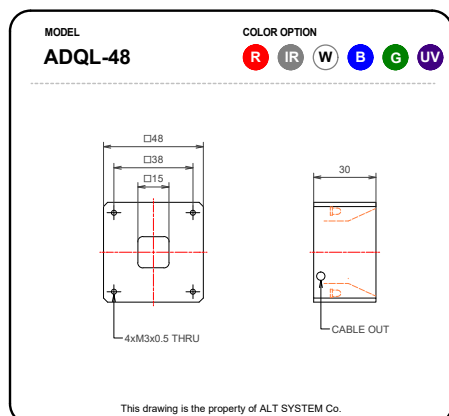 MODEL
COLOR OPTION
ADQL-48
R IR W B G UV
□48
□38
□15
30
4xM3x0.5 THRU
CABLE OUT
This drawing is the property of ALT SYSTEM Co.